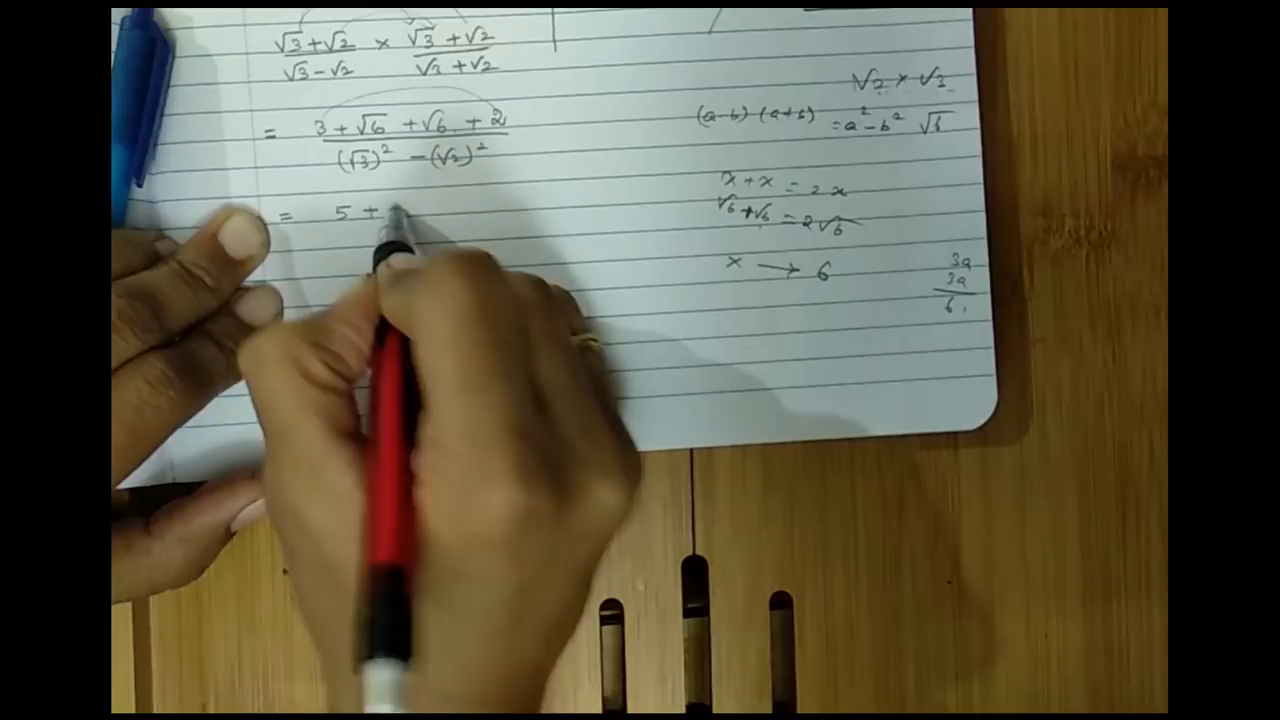 √3+√2 × √3+√2
√3-√2 √3+√2
= 3+√6 +√6 +2
(√3)² -(√2)²
= 5 +
√2 × √3
(a-b) (a+b) =a²-b² √6
x+x = 2x
√6+√6 = 2√6
x → 6
3a
3a
6